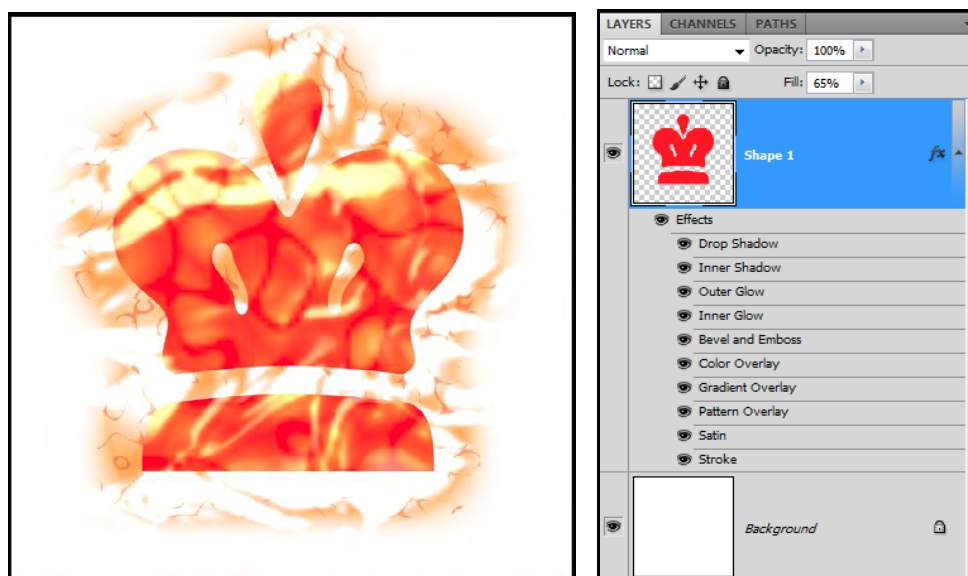 LAYERS CHANNELS PATHS
Normal Opacity: 100%
Lock: Fill: 65%
Shape 1 fx
Effects
Drop Shadow
Inner Shadow
Outer Glow
Inner Glow
Bevel and Emboss
Color Overlay
Gradient Overlay
Pattern Overlay
Satin
Stroke
Background